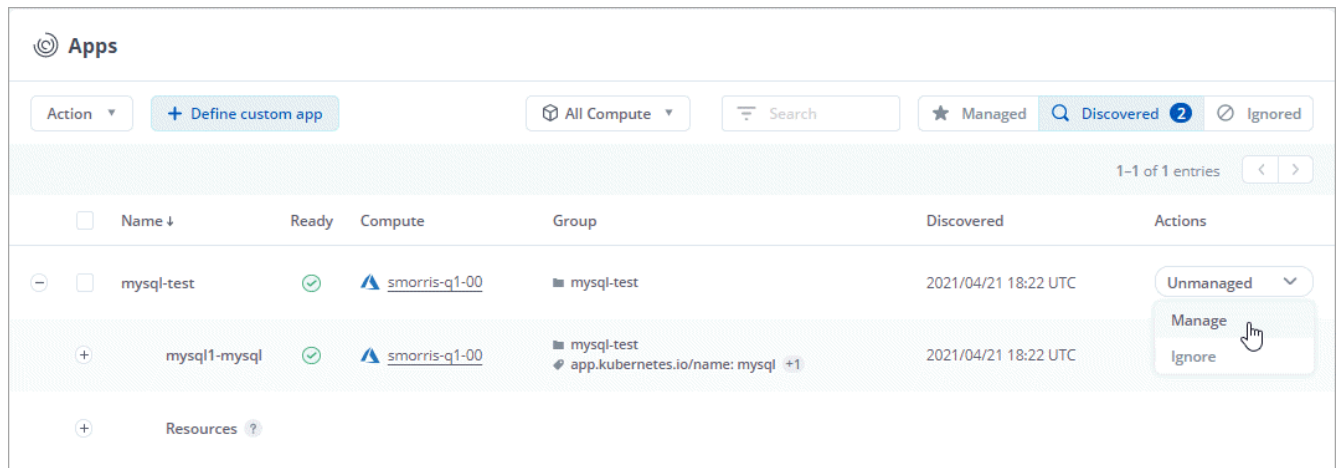 Apps
Action + Define custom app All Compute Search Managed Discovered 2 Ignored
1–1 of 1 entries
Name Ready Compute Group Discovered Actions
mysql-test smorris-q1-00 mysql-test 2021/04/21 18:22 UTC Unmanaged
Manage
mysql1-mysql smorris-q1-00 mysql-test 2021/04/21 18:22 UTC
app.kubernetes.io/name: mysql +1
Ignore
Resources ?